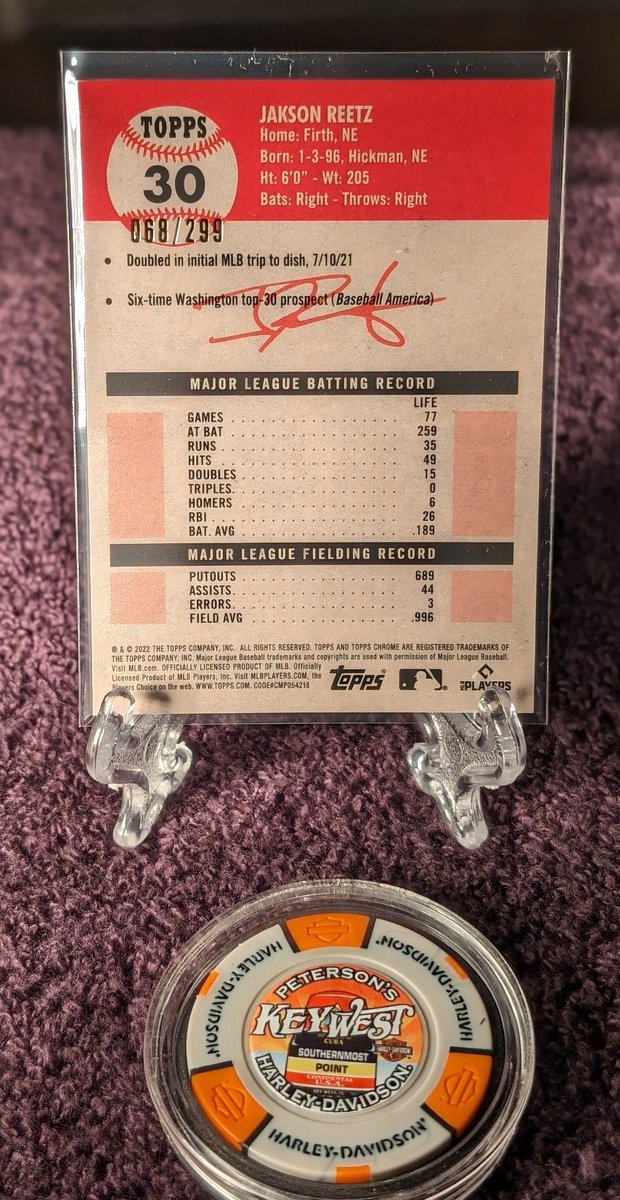 TOPPS
30
068/299
JAKSON REETZ
Home: Firth, NE
Born: 1-3-96, Hickman, NE
Ht: 6'0" - Wt: 205
Bats: Right - Throws: Right
• Doubled in initial MLB trip to dish, 7/10/21
• Six-time Washington top-30 prospect (Baseball America)
MAJOR LEAGUE BATTING RECORD
LIFE
GAMES 77
AT BAT 259
RUNS 35
HITS 49
DOUBLES 15
TRIPLES 0
HOMERS 6
RBI 26
BAT. AVG .189
MAJOR LEAGUE FIELDING RECORD
PUTOUTS 689
ASSISTS 44
ERRORS 3
FIELD AVG .996
® & © 2022 THE TOPPS COMPANY, INC. ALL RIGHTS RESERVED. TOPPS AND TOPPS CHROME ARE REGISTERED TRADEMARKS OF
THE TOPPS COMPANY, INC. Major League Baseball trademarks and copyrights are used with permission of Major League Baseball.
Visit MLB.com. OFFICIALLY LICENSED PRODUCT OF MLB. Officially
Licensed Product of MLB Players, Inc. Visit MLBPLAYERS.COM, the
Players Choice on the web. WWW.TOPPS.COM. CODE#CMP054218
Topps
MLB PLAYERS
HARLEY-DAVIDSON
HARLEY-DAVIDSON
HARLEY-DAVIDSON
HARLEY-DAVIDSON
PETERSON'S
KEY WEST
CUBA
SOUTHERNMOST
POINT
CONTINENTAL
U.S.A.
HARLEY-DAVIDSON
HARLEY-DAVIDSON